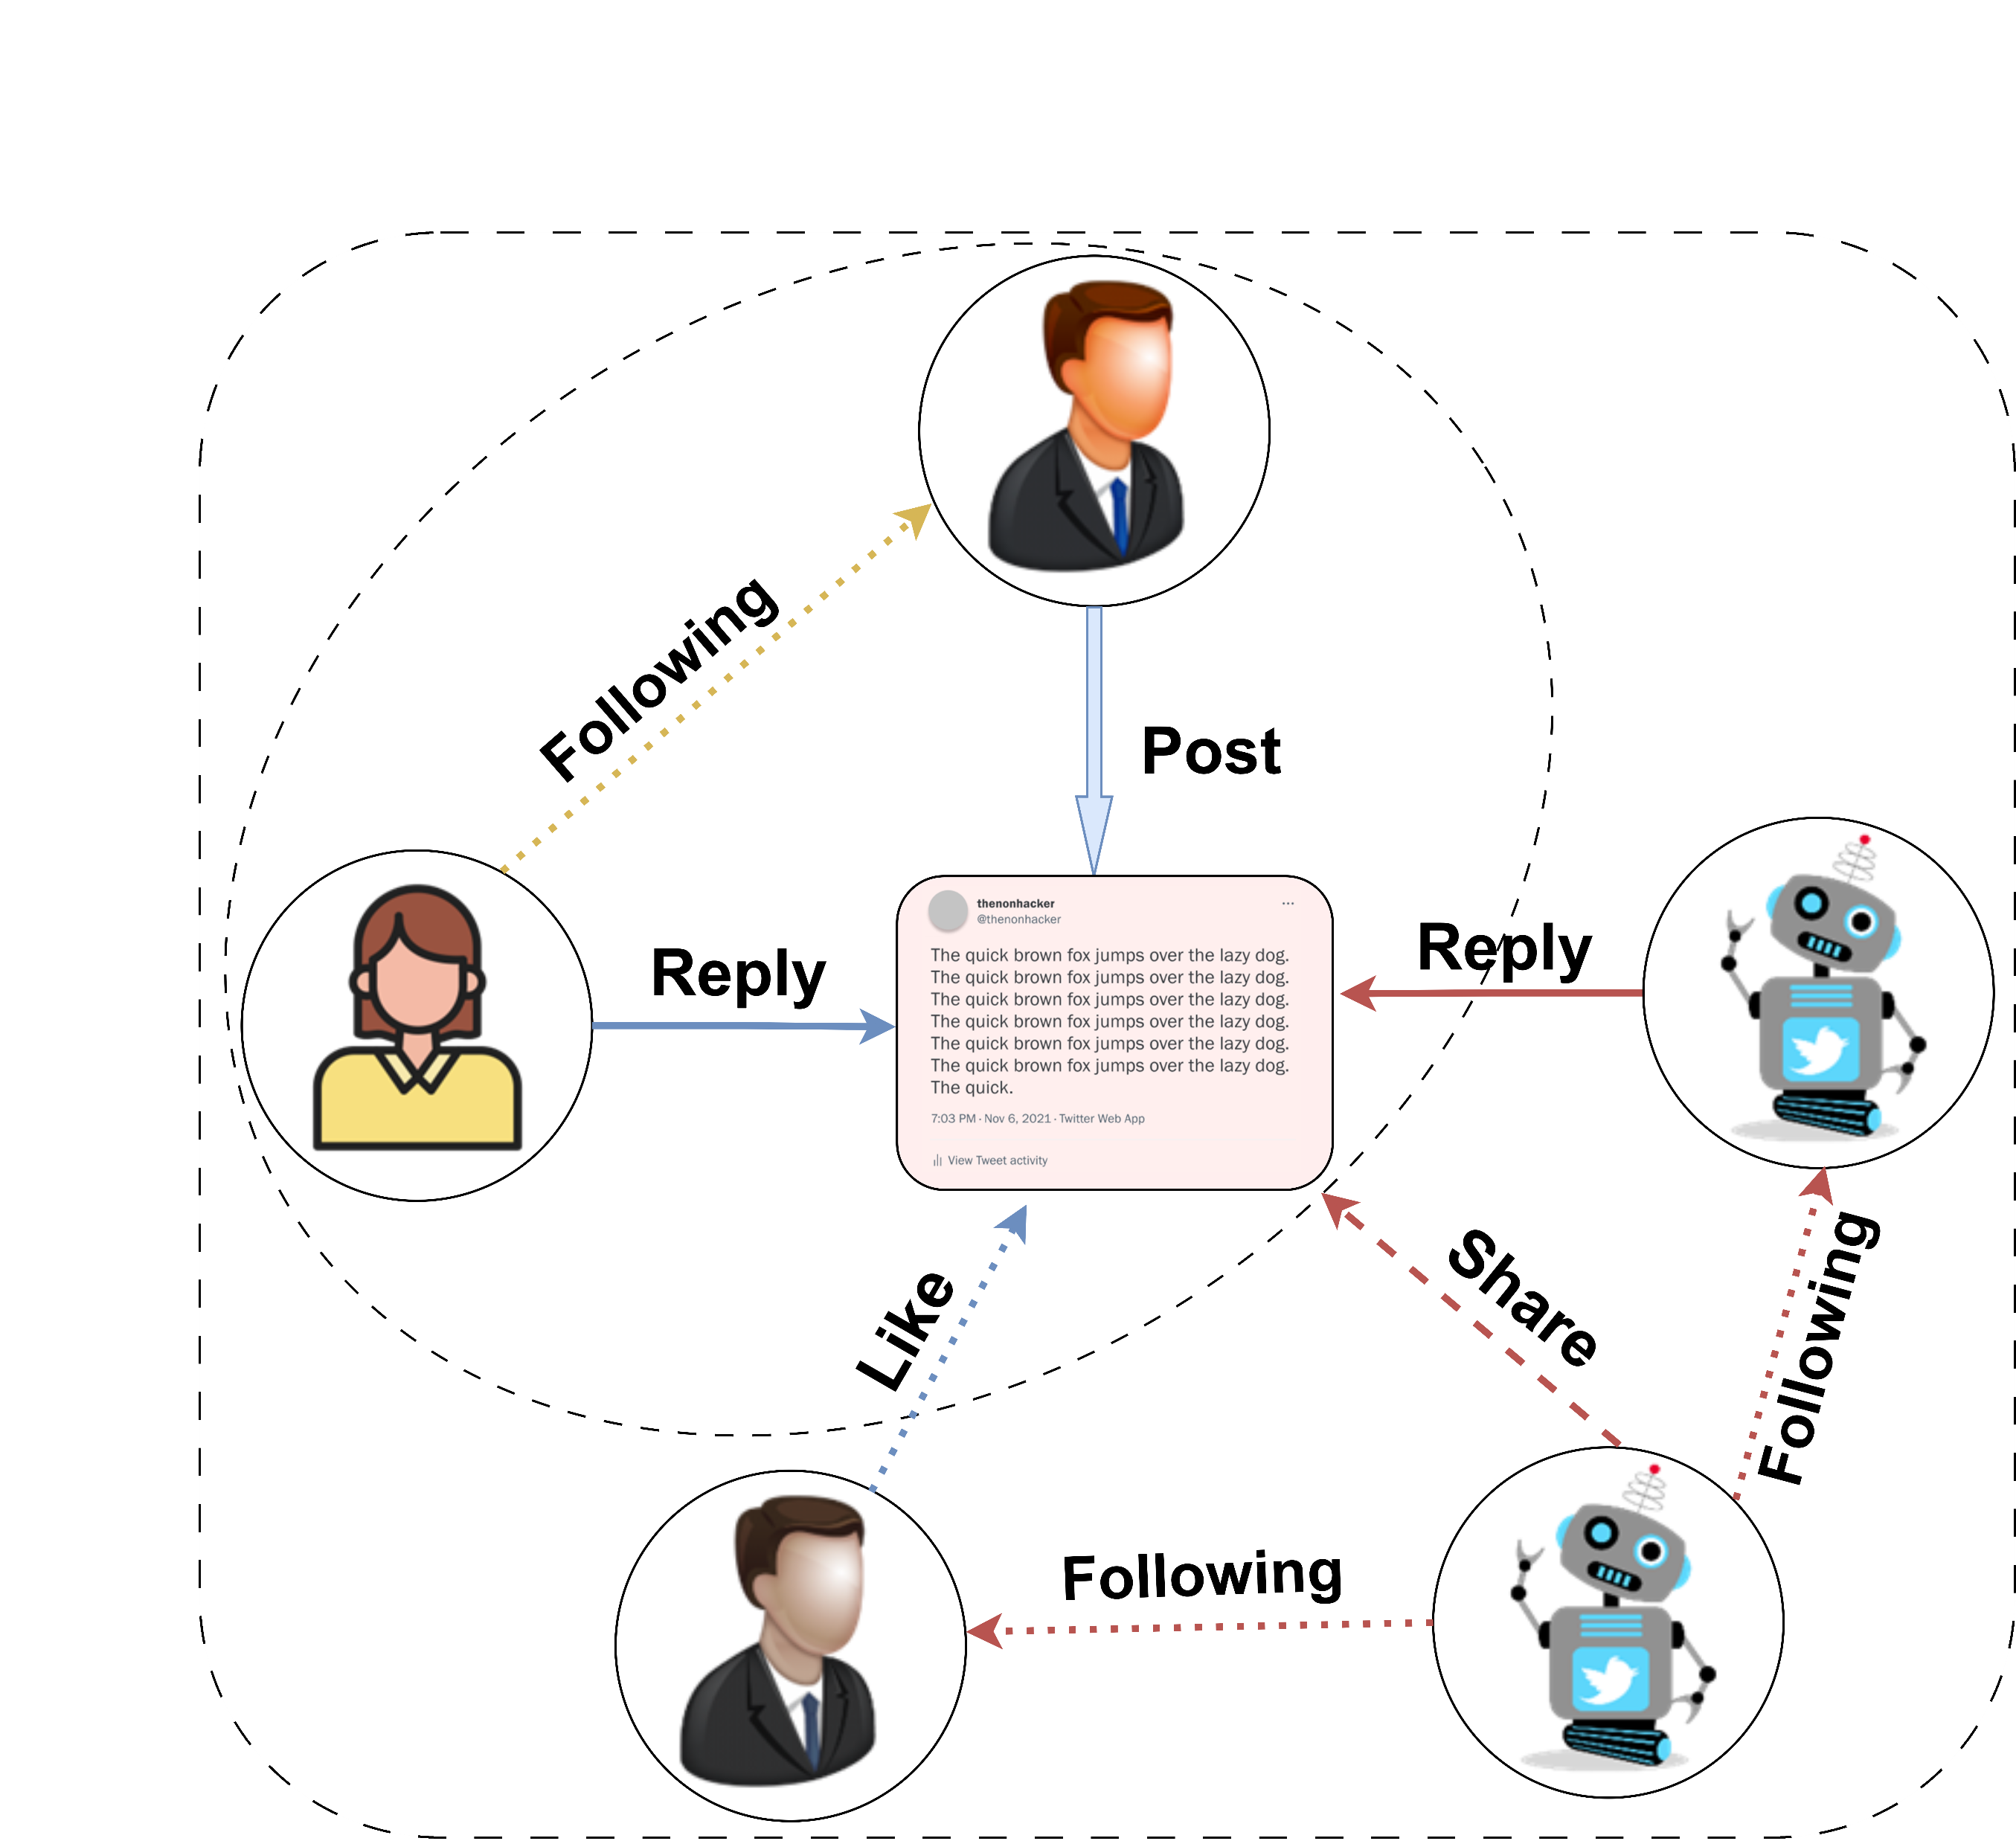 Following
Post
thenonhacker
@thenonhacker
...
Reply
Reply
The quick brown fox jumps over the lazy dog.
The quick brown fox jumps over the lazy dog.
The quick brown fox jumps over the lazy dog.
The quick brown fox jumps over the lazy dog.
The quick brown fox jumps over the lazy dog.
The quick brown fox jumps over the lazy dog.
The quick.
7:03 PM · Nov 6, 2021 · Twitter Web App
View Tweet activity
Like
Share
Following
Following